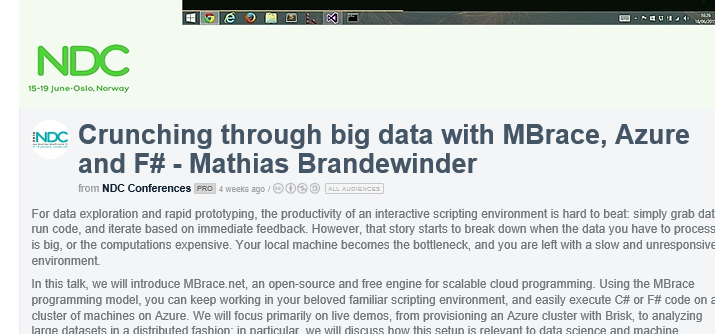 NDC
15-19 June-Oslo, Norway
NDC
Crunching through big data with MBrace, Azure
and F# - Mathias Brandewinder
from NDC Conferences PRO 4 weeks ago / ALL AUDIENCES
For data exploration and rapid prototyping, the productivity of an interactive scripting environment is hard to beat: simply grab dat
run code, and iterate based on immediate feedback. However, that story starts to break down when the data you have to process
is big, or the computations expensive. Your local machine becomes the bottleneck, and you are left with a slow and unresponsive
environment.
In this talk, we will introduce MBrace.net, an open-source and free engine for scalable cloud programming. Using the MBrace
programming model, you can keep working in your beloved familiar scripting environment, and easily execute C# or F# code on a
cluster of machines on Azure. We will focus primarily on live demos, from provisioning an Azure cluster with Brisk, to analyzing
large datasets in a distributed fashion; in particular, we will discuss how this setup is relevant to data science and machine